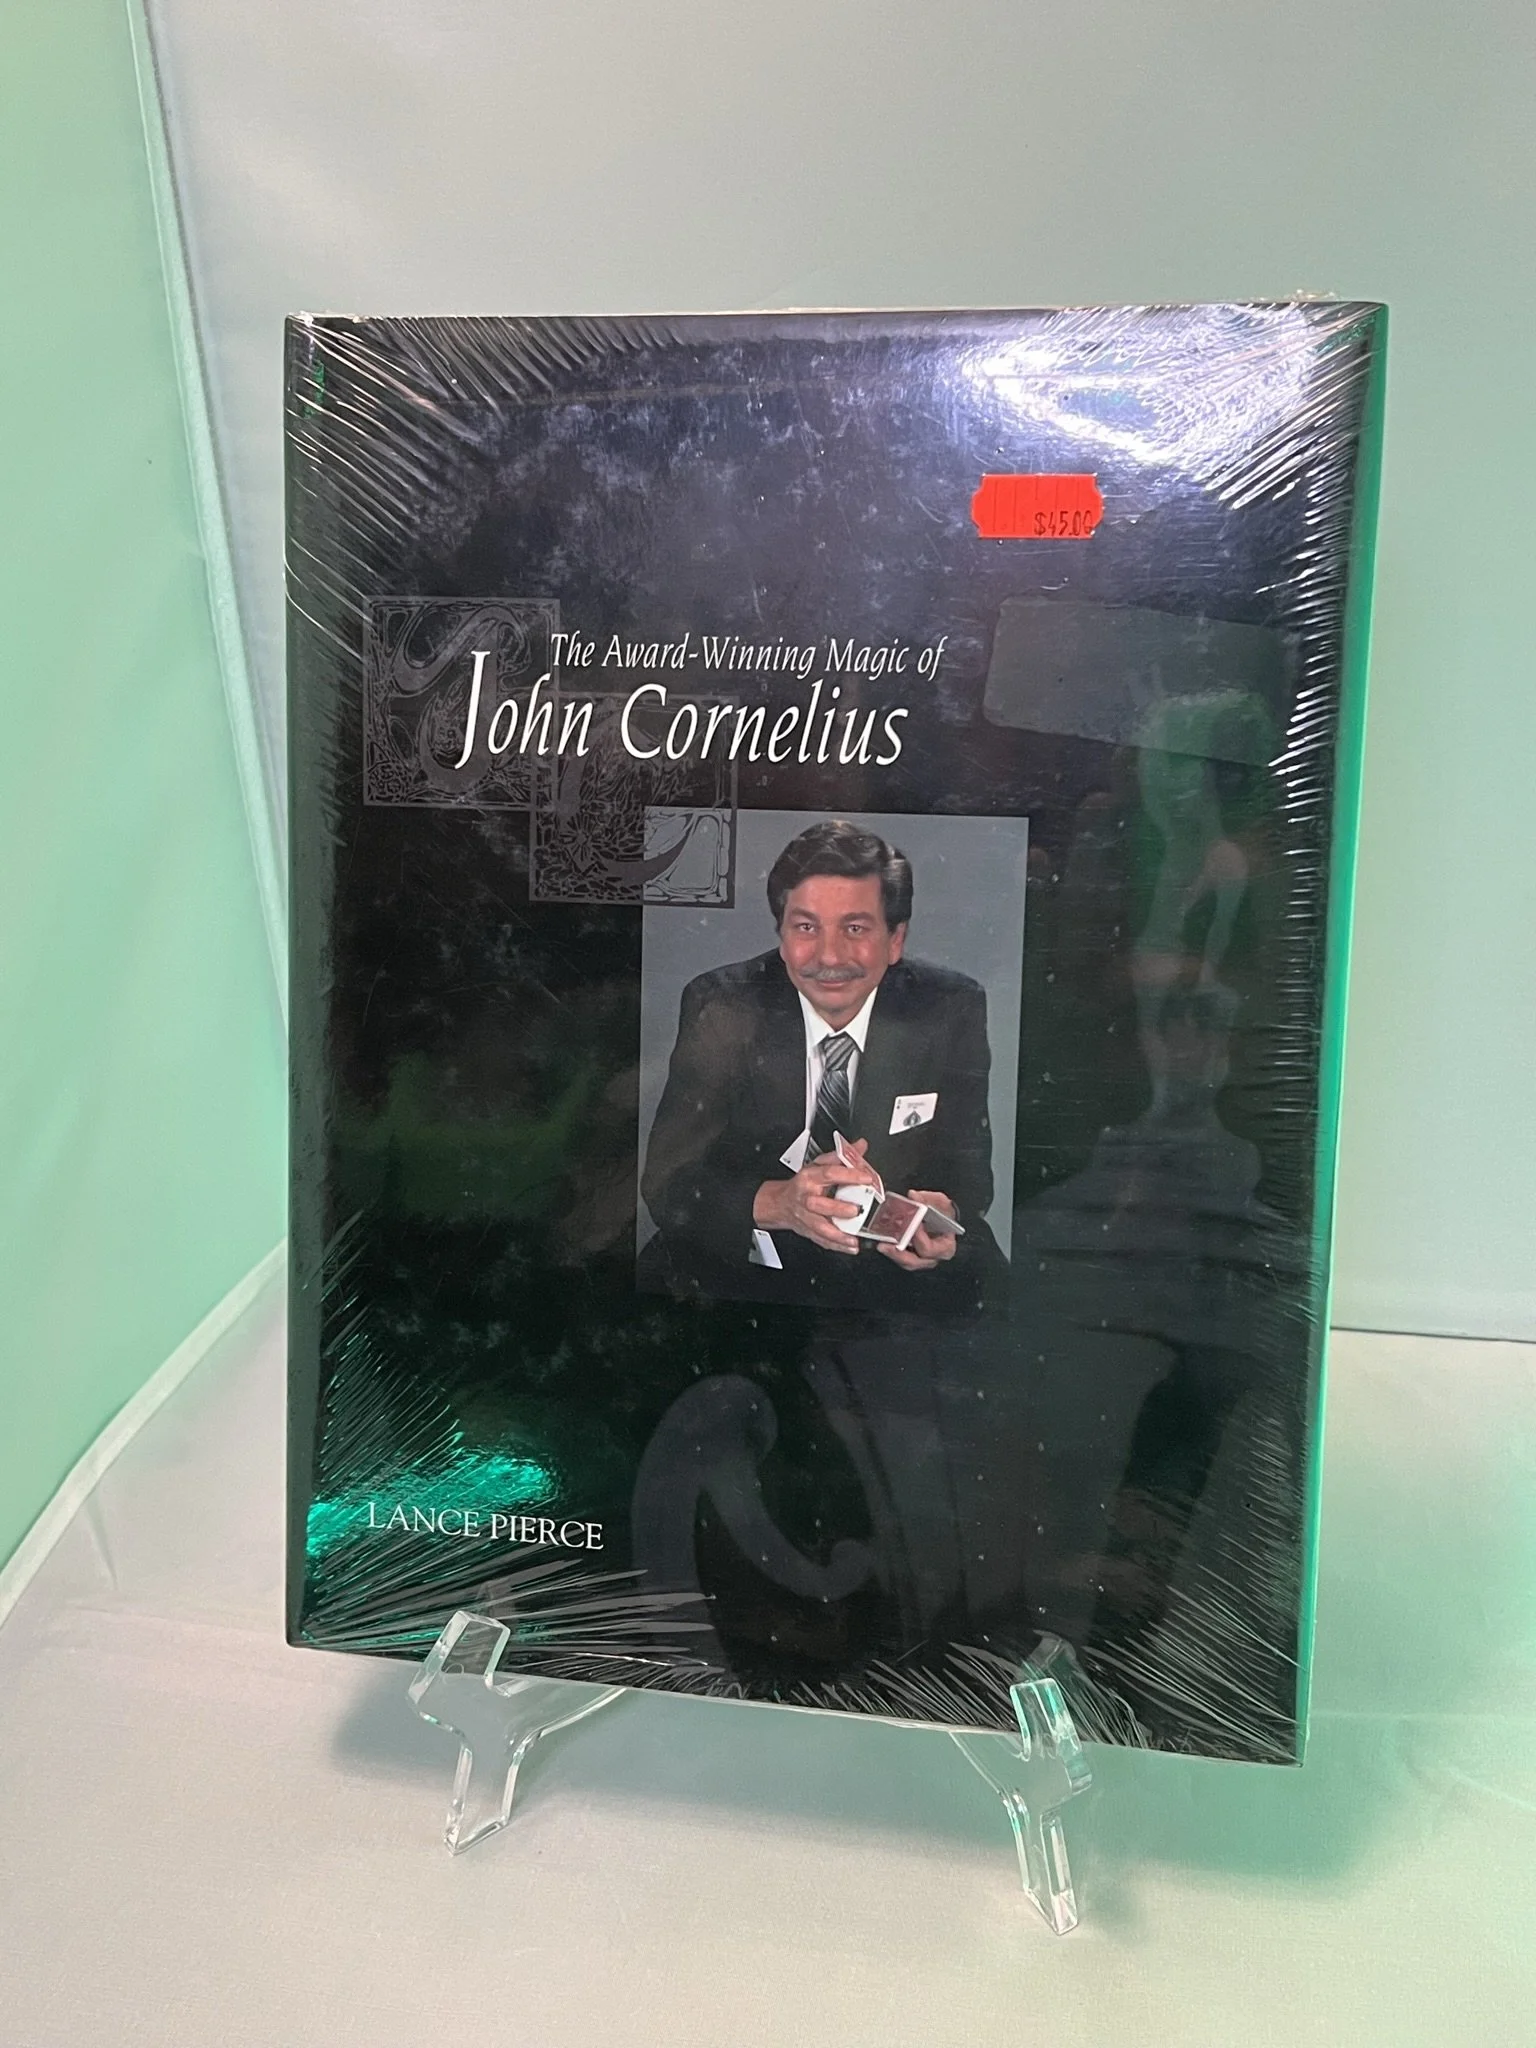 $45.00
The Award-Winning Magic of
John Cornelius
LANCE PIERCE